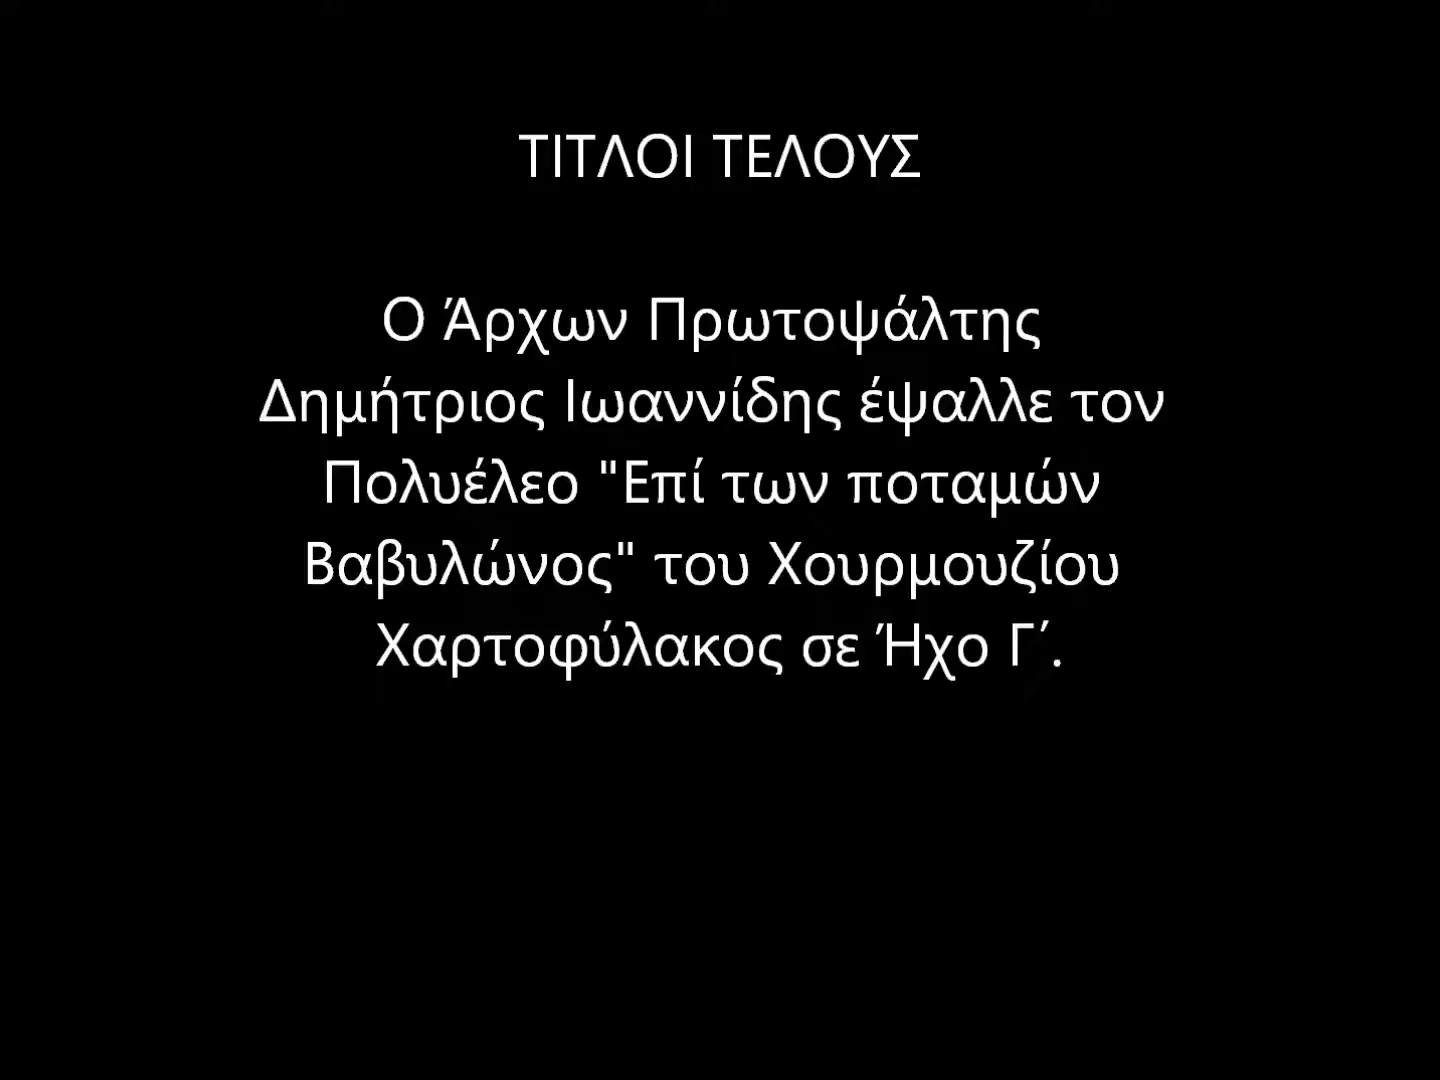 ΤΙΤΛΟΙ ΤΕΛΟΥΣ
Ο Άρχων Πρωτοψάλτης
Δημήτριος Ιωαννίδης έψαλλε τον
Πολυέλεο "Επί των ποταμών
Βαβυλώνος" του Χουρμουζίου
Χαρτοφύλακος σε Ήχο Γ΄.